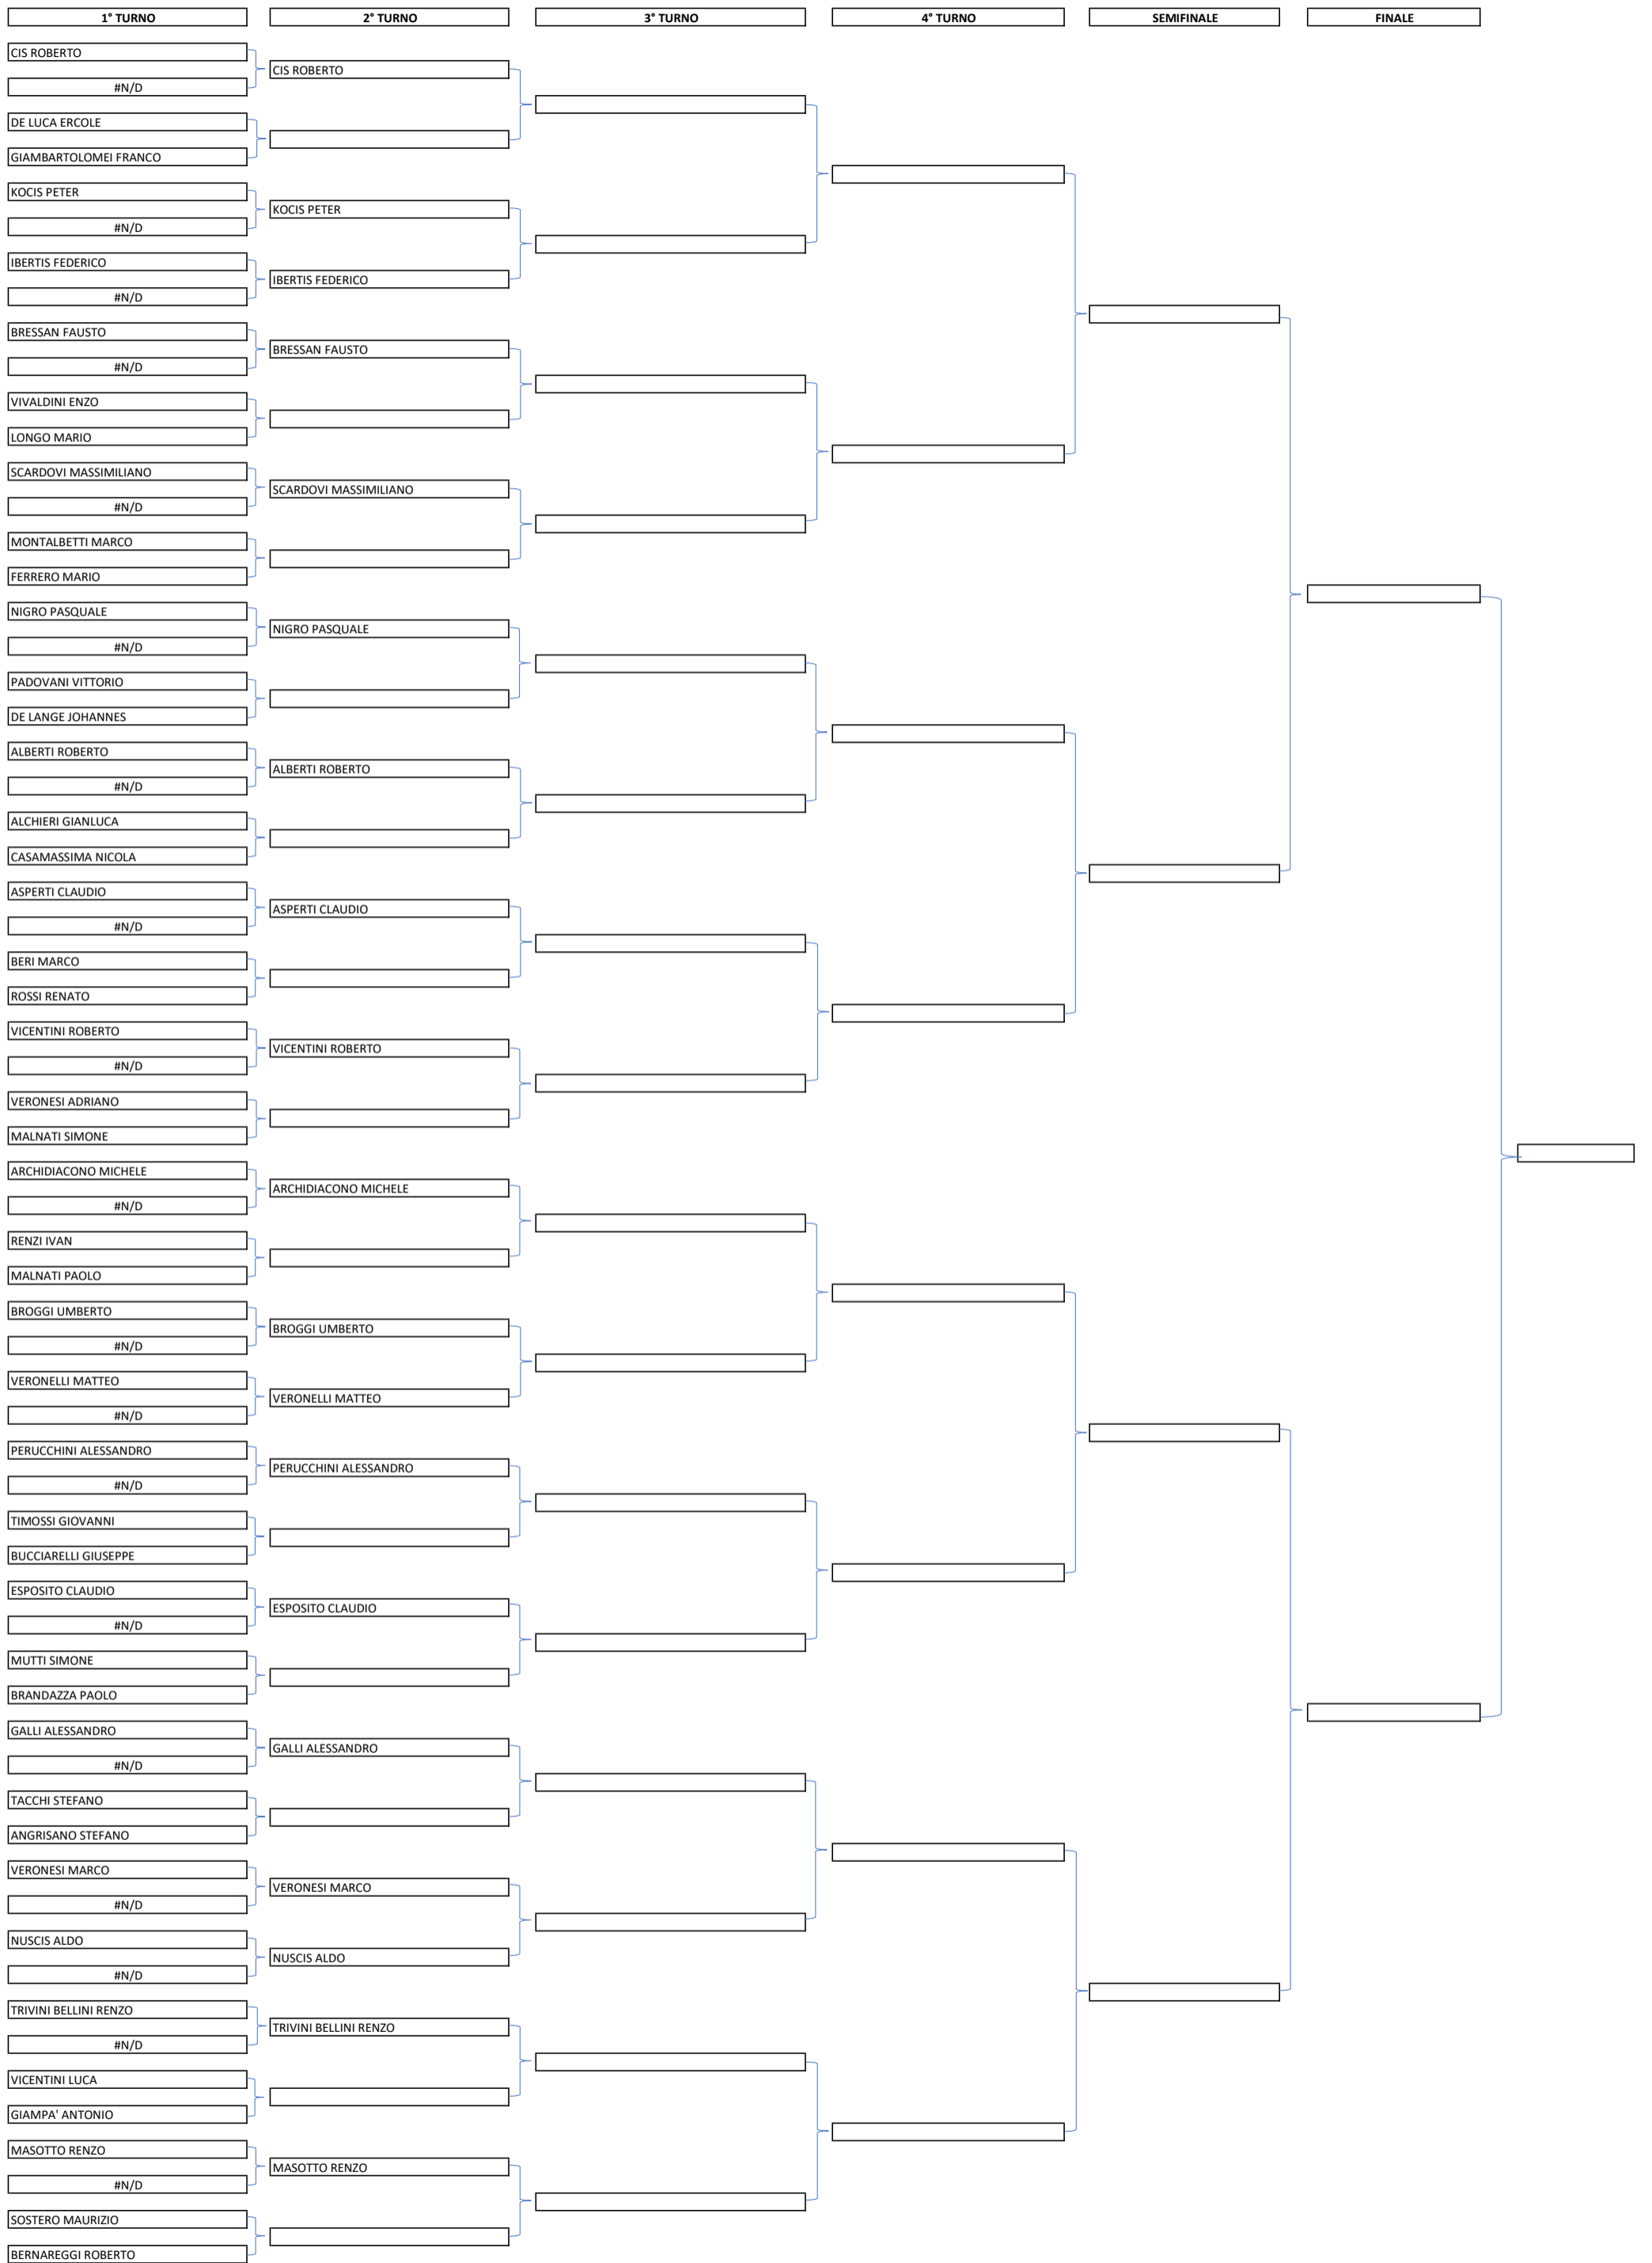 1° TURNO
2° TURNO
3° TURNO
4° TURNO
SEMIFINALE
FINALE
CIS ROBERTO
CIS ROBERTO
#N/D
DE LUCA ERCOLE
GIAMBARTOLOMEI FRANCO
KOCIS PETER
KOCIS PETER
#N/D
IBERTIS FEDERICO
IBERTIS FEDERICO
#N/D
BRESSAN FAUSTO
BRESSAN FAUSTO
#N/D
VIVALDINI ENZO
LONGO MARIO
SCARDOVI MASSIMILIANO
SCARDOVI MASSIMILIANO
#N/D
MONTALBETTI MARCO
FERRERO MARIO
NIGRO PASQUALE
NIGRO PASQUALE
#N/D
PADOVANI VITTORIO
DE LANGE JOHANNES
ALBERTI ROBERTO
ALBERTI ROBERTO
#N/D
ALCHIERI GIANLUCA
CASAMASSIMA NICOLA
ASPERTI CLAUDIO
ASPERTI CLAUDIO
#N/D
BERI MARCO
ROSSI RENATO
VICENTINI ROBERTO
VICENTINI ROBERTO
#N/D
VERONESI ADRIANO
MALNATI SIMONE
ARCHIDIACONO MICHELE
ARCHIDIACONO MICHELE
#N/D
RENZI IVAN
MALNATI PAOLO
BROGGI UMBERTO
BROGGI UMBERTO
#N/D
VERONELLI MATTEO
VERONELLI MATTEO
#N/D
PERUCCHINI ALESSANDRO
PERUCCHINI ALESSANDRO
#N/D
TIMOSSI GIOVANNI
BUCCIARELLI GIUSEPPE
ESPOSITO CLAUDIO
ESPOSITO CLAUDIO
#N/D
MUTTI SIMONE
BRANDAZZA PAOLO
GALLI ALESSANDRO
GALLI ALESSANDRO
#N/D
TACCHI STEFANO
ANGRISANO STEFANO
VERONESI MARCO
VERONESI MARCO
#N/D
NUSCIS ALDO
NUSCIS ALDO
#N/D
TRIVINI BELLINI RENZO
TRIVINI BELLINI RENZO
#N/D
VICENTINI LUCA
GIAMPA' ANTONIO
MASOTTO RENZO
MASOTTO RENZO
#N/D
SOSTERO MAURIZIO
BERNAREGGI ROBERTO